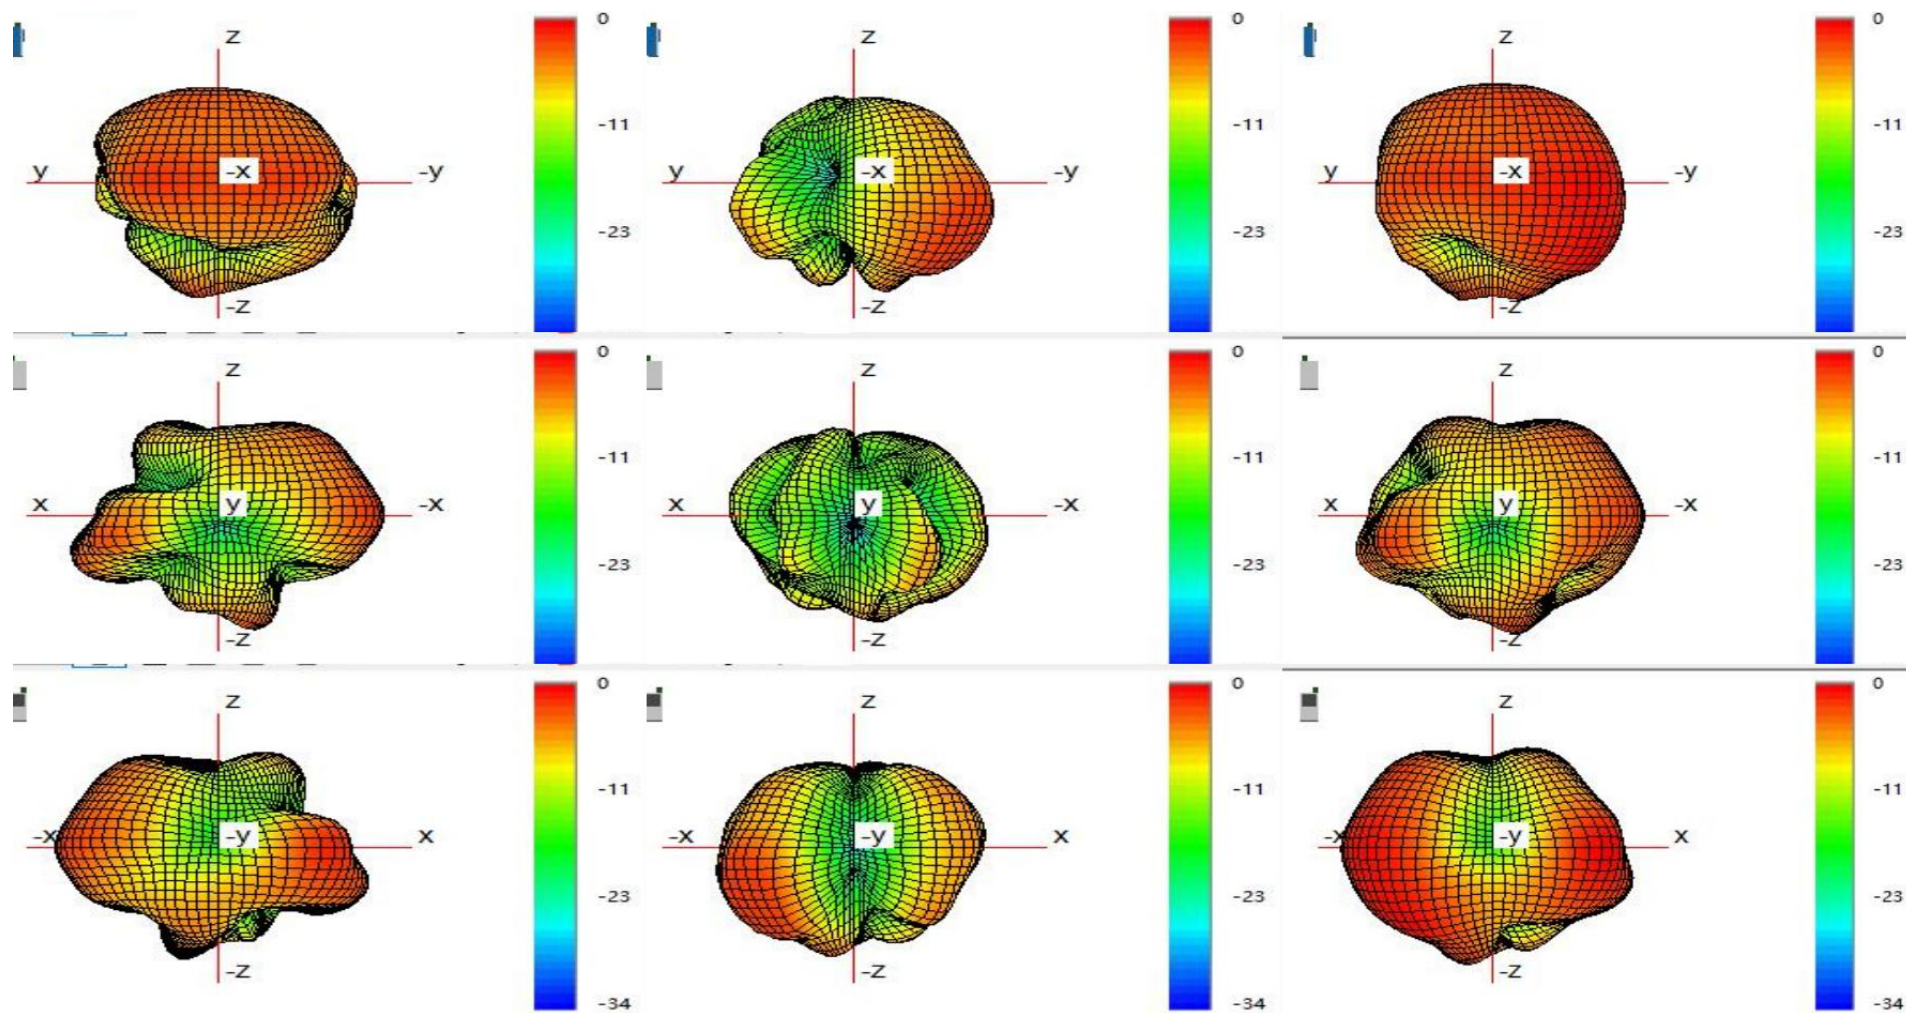 z 0 z 0 z 0
-11 -11 -11
y -x -y y -x -y y -x -y
-23 -23 -23
-z -z -z
0 0 0
z z z
-11 -11 -11
x y -x x y -x x y -x
-23 -23 -23
-z -z -z
0 0 0
z z z
-11 -11 -11
-x -y x -x -y x -x -y x
-23 -23 -23
-z -z -z
-34 -34 -34